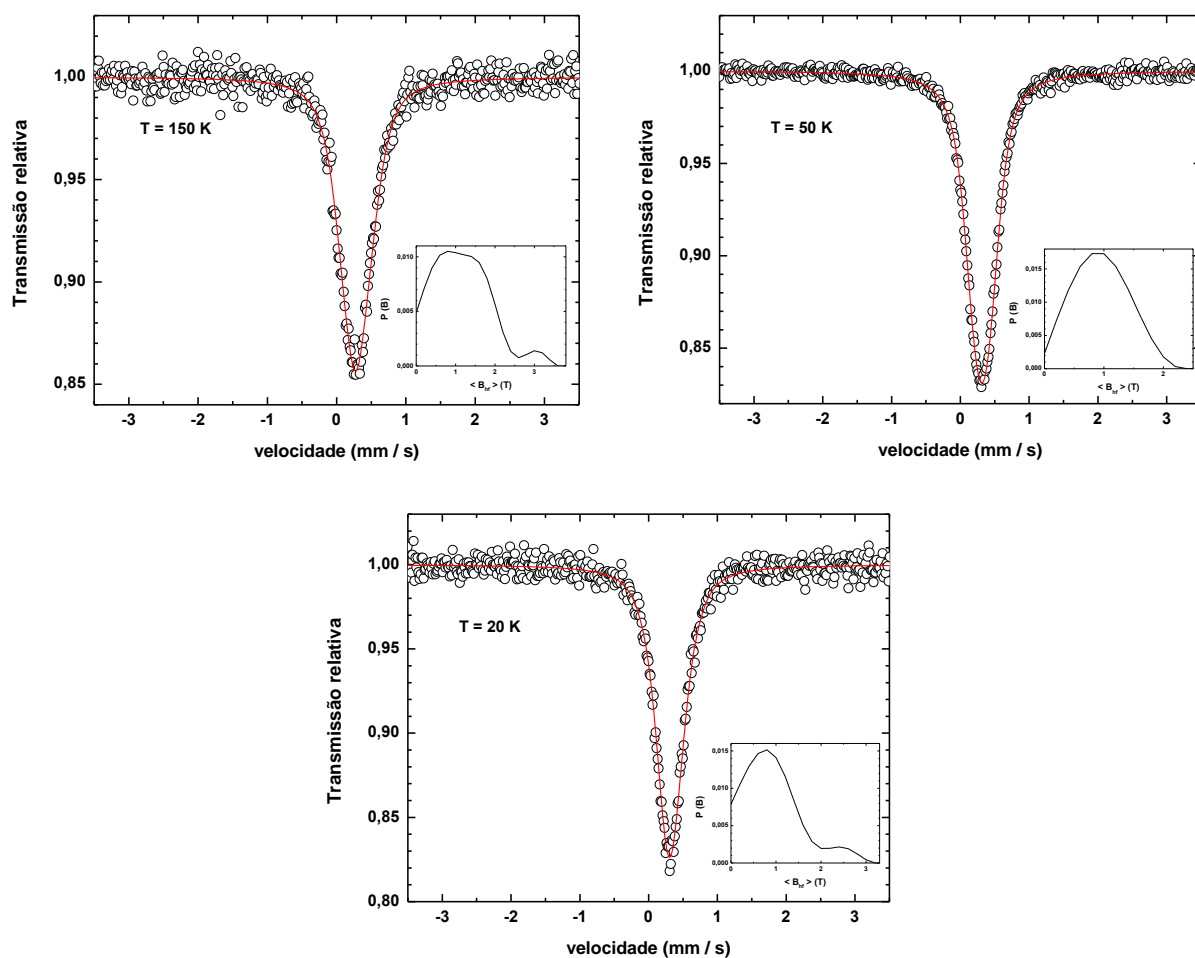 1,00
0,95
0,90
0,85
Transmissão relativa
T = 150 K
0,010
0,005
0,000
P (B)
0 1 2 3
< B_hf > (T)
-3 -2 -1 0 1 2 3
velocidade (mm / s)
1,00
0,95
0,90
0,85
Transmissão relativa
T = 50 K
0,015
0,010
0,005
0,000
P (B)
0 1 2
< B_hf > (T)
-3 -2 -1 0 1 2 3
velocidade (mm / s)
1,00
0,95
0,90
0,85
0,80
Transmissão relativa
T = 20 K
0,015
0,010
0,005
0,000
P (B)
0 1 2 3
< B_hf > (T)
-3 -2 -1 0 1 2 3
velocidade (mm / s)